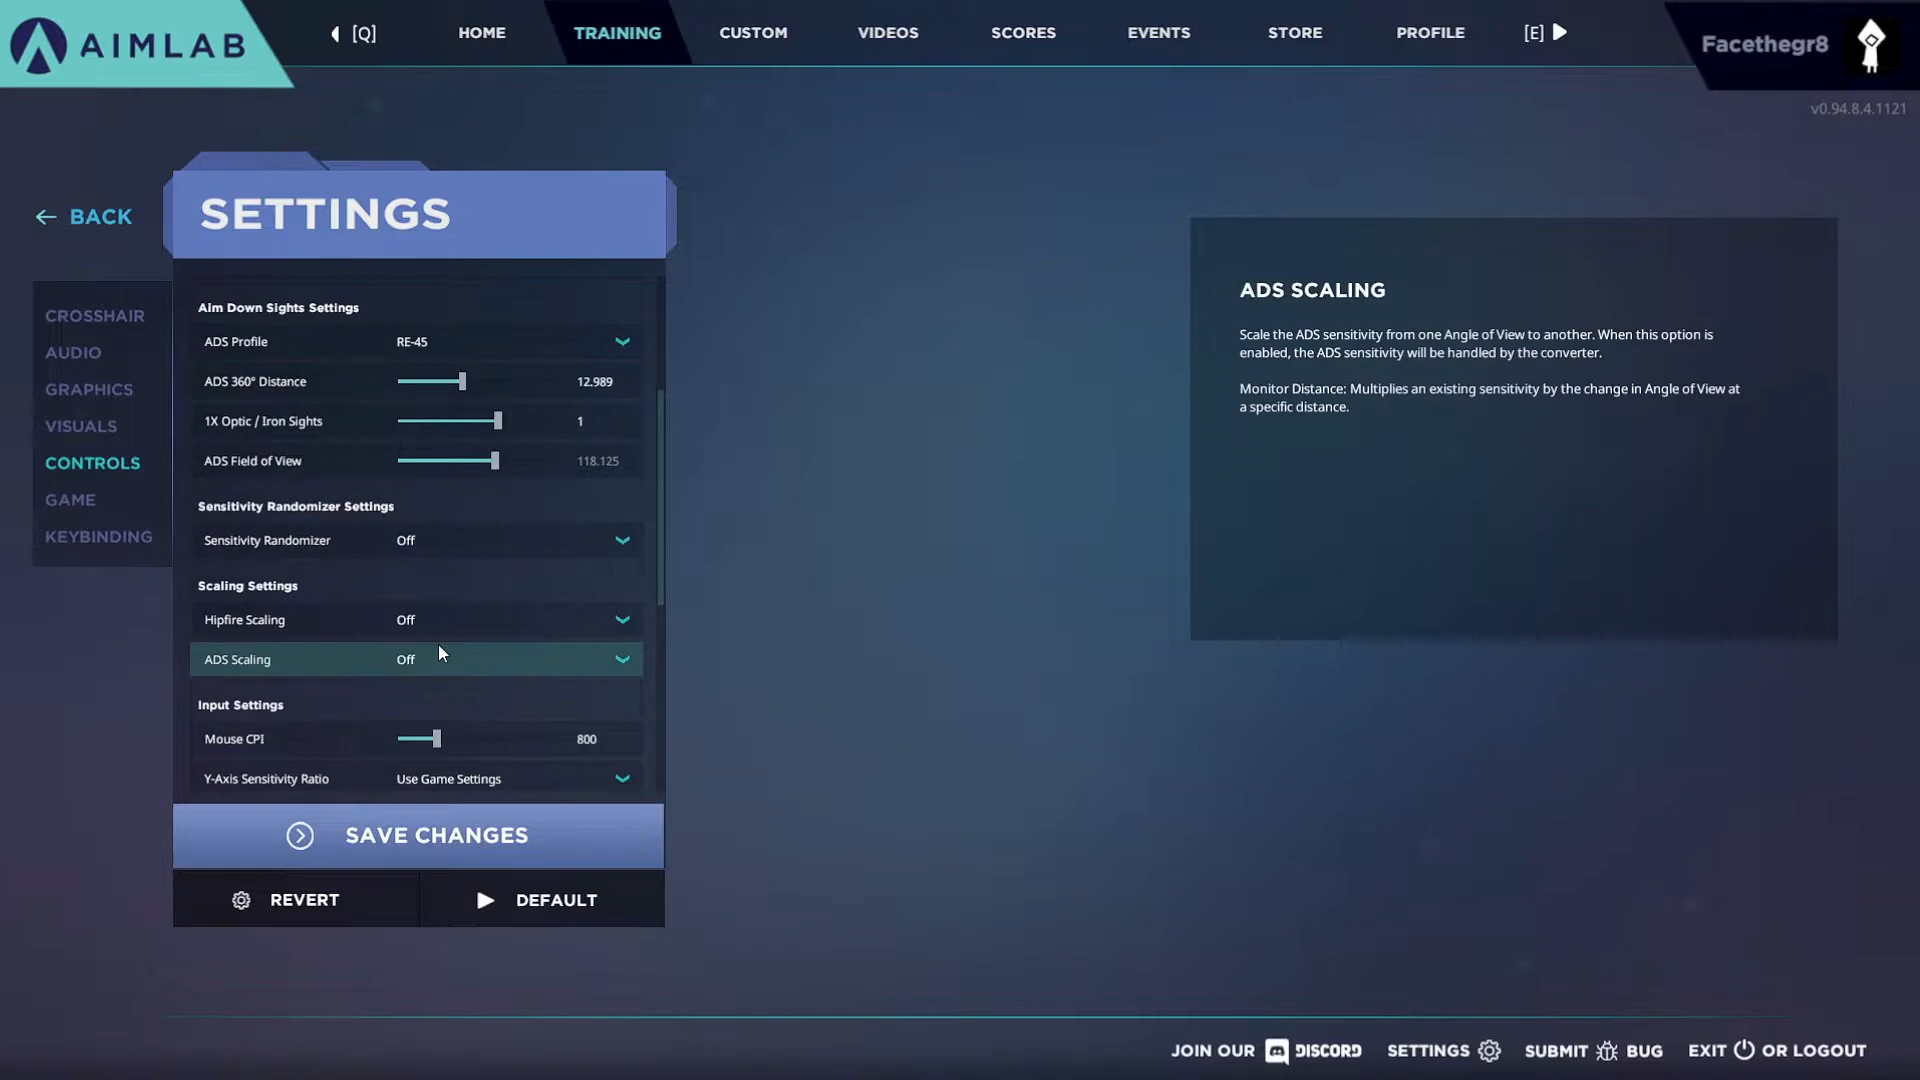 AIMLAB
[Q]
HOME
TRAINING
CUSTOM
VIDEOS
SCORES
EVENTS
STORE
PROFILE
[E]
Facethegr8
v0.94.8.4.1121
BACK
SETTINGS
CROSSHAIR
AUDIO
GRAPHICS
VISUALS
CONTROLS
GAME
KEYBINDING
Aim Down Sights Settings
ADS Profile RE-45
ADS 360° Distance 12.989
1X Optic / Iron Sights 1
ADS Field of View 118.125
Sensitivity Randomizer Settings
Sensitivity Randomizer Off
Scaling Settings
Hipfire Scaling Off
ADS Scaling Off
Input Settings
Mouse CPI 800
Y-Axis Sensitivity Ratio Use Game Settings
SAVE CHANGES
REVERT
DEFAULT
ADS SCALING
Scale the ADS sensitivity from one Angle of View to another. When this option is
enabled, the ADS sensitivity will be handled by the converter.
Monitor Distance: Multiplies an existing sensitivity by the change in Angle of View at
a specific distance.
JOIN OUR DISCORD
SETTINGS
SUBMIT BUG
EXIT OR LOGOUT